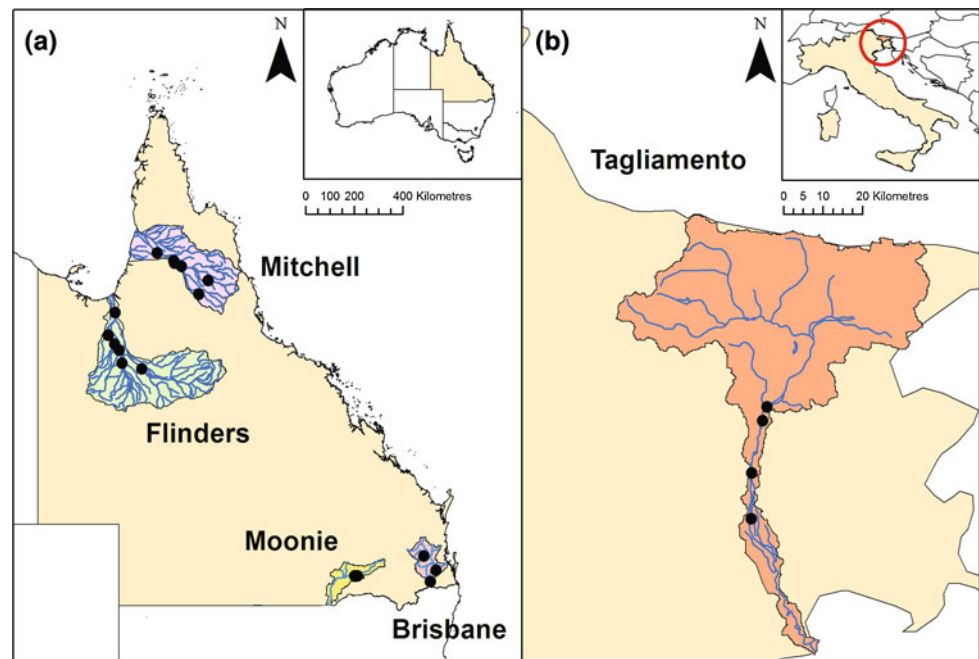 (a)
N
0 100 200 400 Kilometres
Mitchell
Flinders
Moonie
Brisbane
(b)
N
Tagliamento
0 5 10 20 Kilometres